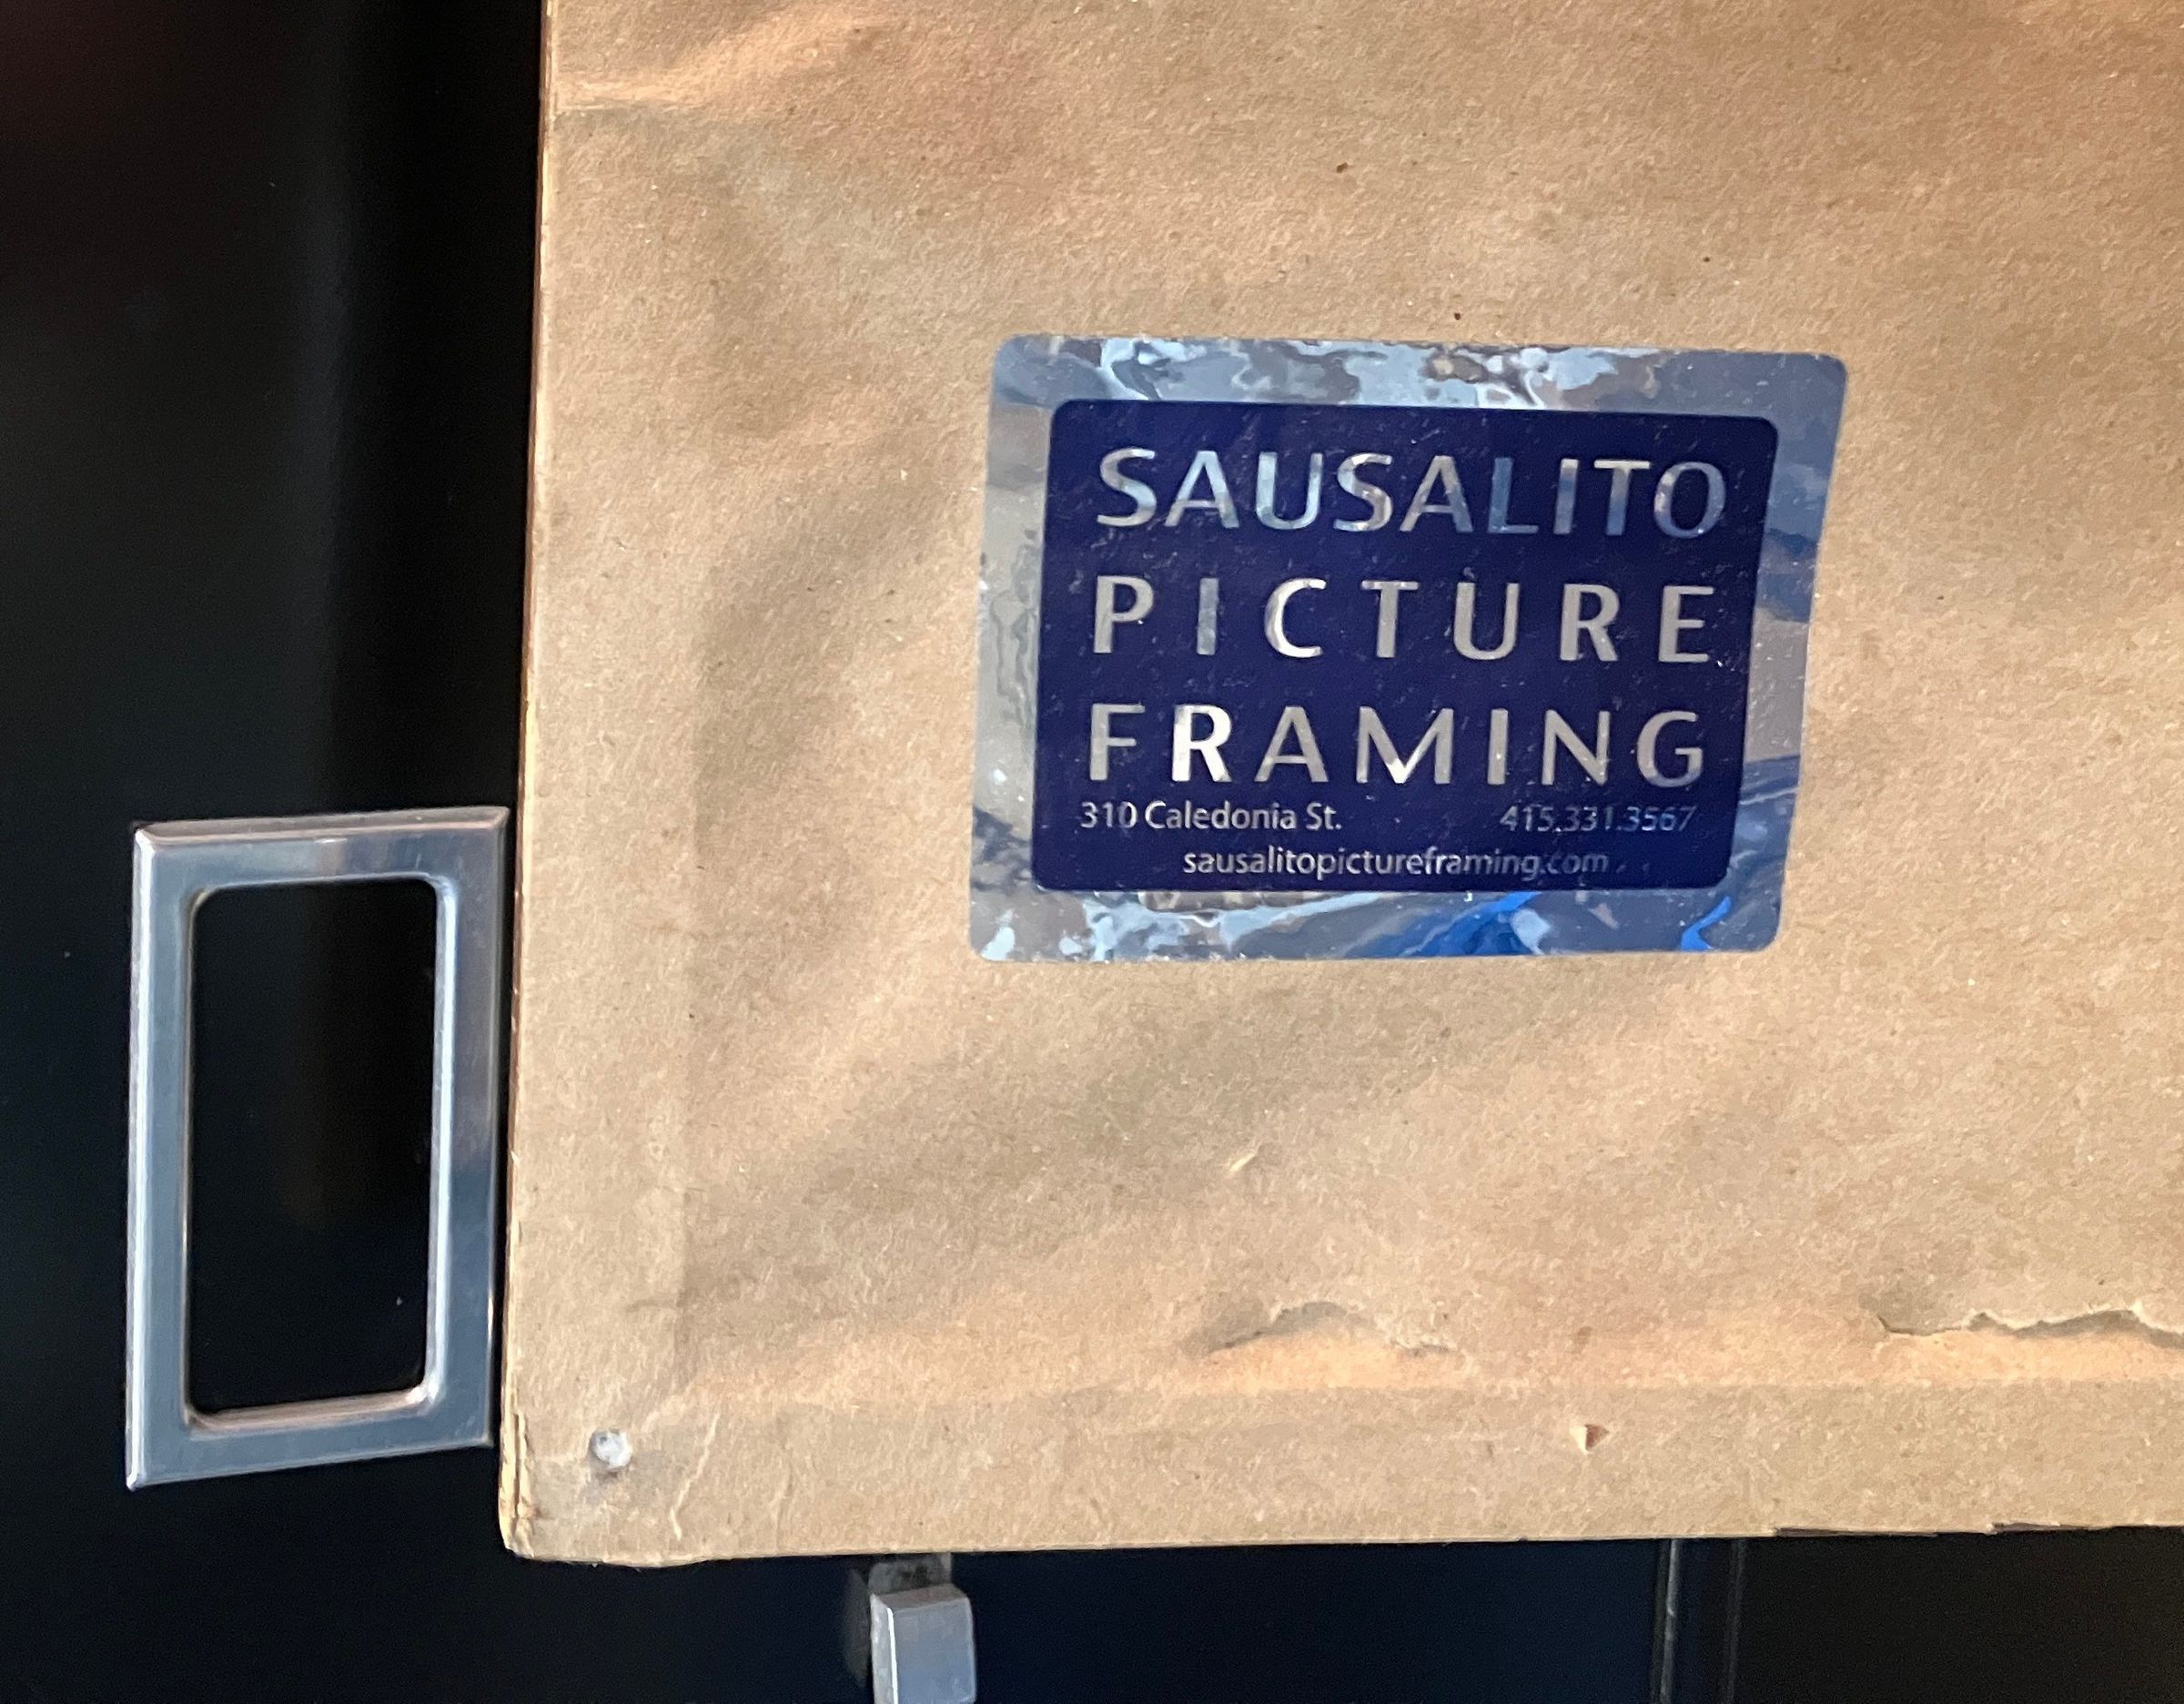 SAUSALITO
PICTURE
FRAMING
310 Caledonia St. 415.331.3567
sausalitopictureframing.com